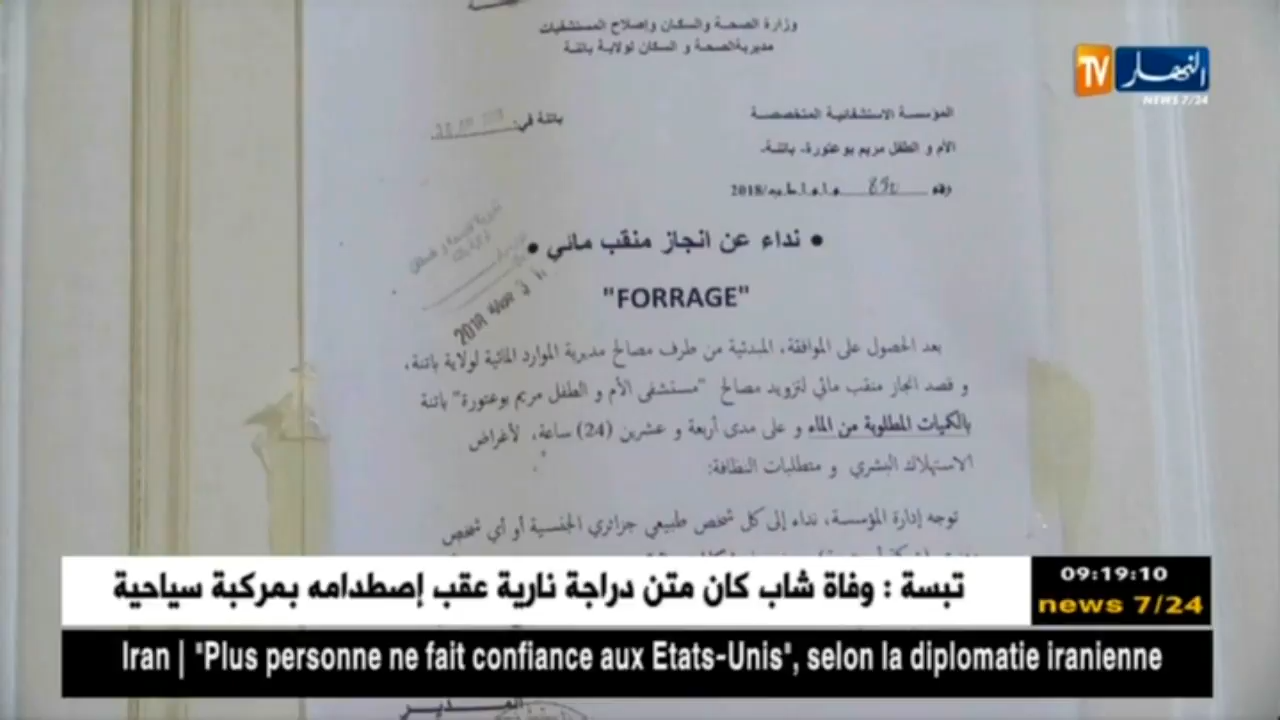 وزارة الصحة والسكان وإصلاح المستشفيات
مديرية الصحة و السكان لولاية باتنة
TV النهار
NEWS 7/24
المؤسسة الاستشفائية المتخصصة
باتنة في
الأم و الطفل مريم بوعتورة- باتنة-
رقم 890 /2018
• نداء عن انجاز منقب مائي •
"FORRAGE"
2018
بعد الحصول على الموافقة، المبدئية من طرف مصالح مديرية الموارد المائية لولاية باتنة،
و قصد انجاز منقب مائي لتزويد مصالح "مستشفى الأم و الطفل مريم بوعتورة" باتنة
بالكميات المطلوبة من الماء و على مدى أربعة و عشرين (24) ساعة، لأغراض
الاستهلاك البشري و متطلبات النظافة:
توجه إدارة المؤسسة، نداء إلى كل شخص طبيعي جزائري الجنسية أو أي شخص
تبسة : وفاة شاب كان متن دراجة نارية عقب إصطدامه بمركبة سياحية
09:19:10
news 7/24
Iran | "Plus personne ne fait confiance aux Etats-Unis", selon la diplomatie iranienne
المدير